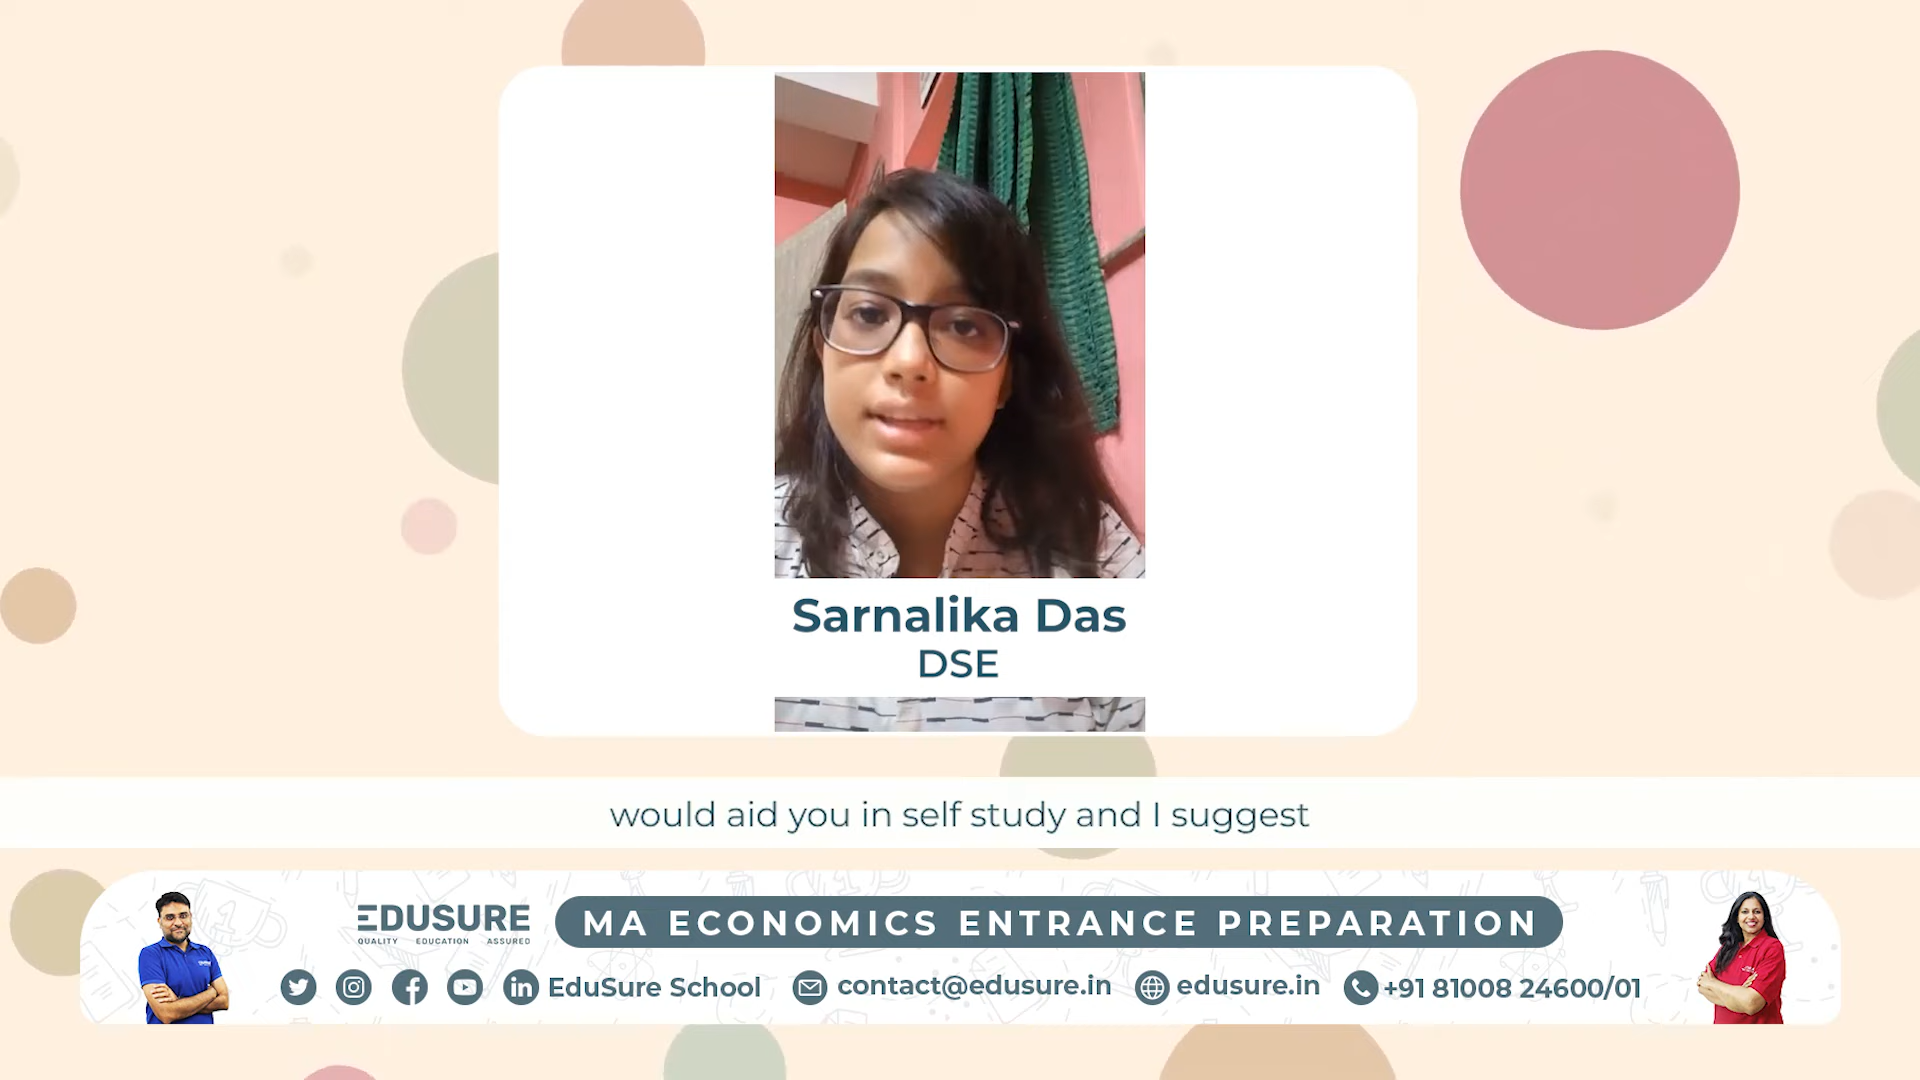 Sarnalika Das
DSE
would aid you in self study and I suggest
EDUSURE
QUALITY EDUCATION ASSURED
MA ECONOMICS ENTRANCE PREPARATION
EduSure School
contact@edusure.in
edusure.in
+91 81008 24600/01